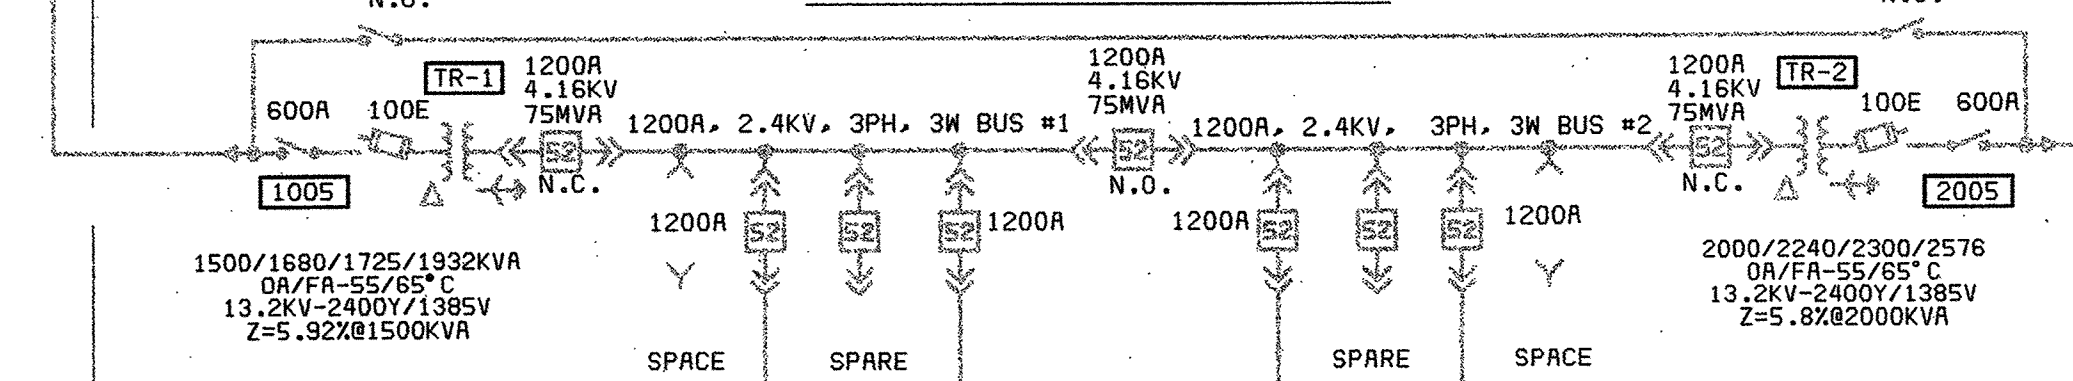 N.O.
TR-1
1200A
4.16KV
75MVA
600A
100E
1200A, 2.4KV, 3PH, 3W BUS #1
52
N.C.
1005
1200A
4.16KV
75MVA
52
N.O.
1200A, 2.4KV, 3PH, 3W BUS #2
1200A
4.16KV
75MVA
TR-2
100E
600A
52
N.C.
2005
1200A
52
52
52
1200A
1200A
52
52
52
1200A
1500/1680/1725/1932KVA
OA/FA-55/65°C
13.2KV-2400Y/1385V
Z=5.92%@1500KVA
2000/2240/2300/2576
OA/FA-55/65°C
13.2KV-2400Y/1385V
Z=5.8%@2000KVA
SPACE
SPARE
SPARE
SPACE